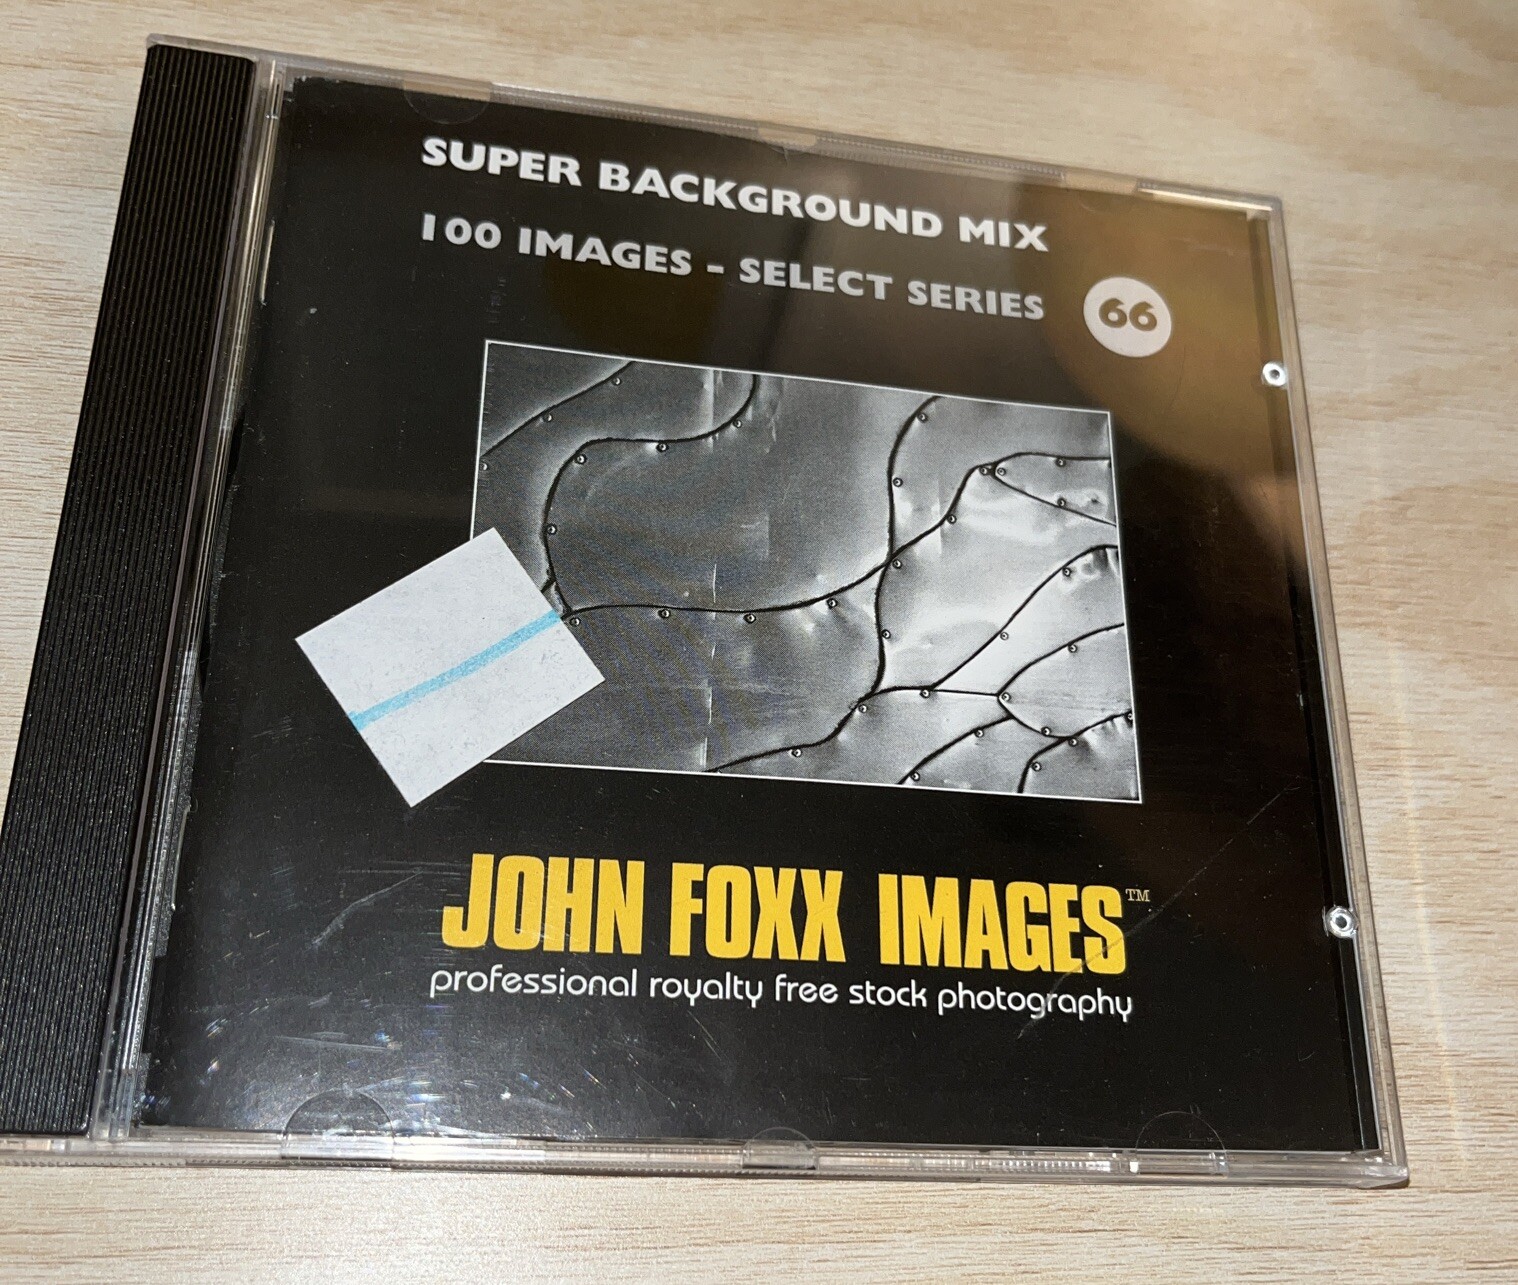 SUPER BACKGROUND MIX
100 IMAGES - SELECT SERIES
66
JOHN FOXX IMAGES™
professional royalty free stock photography